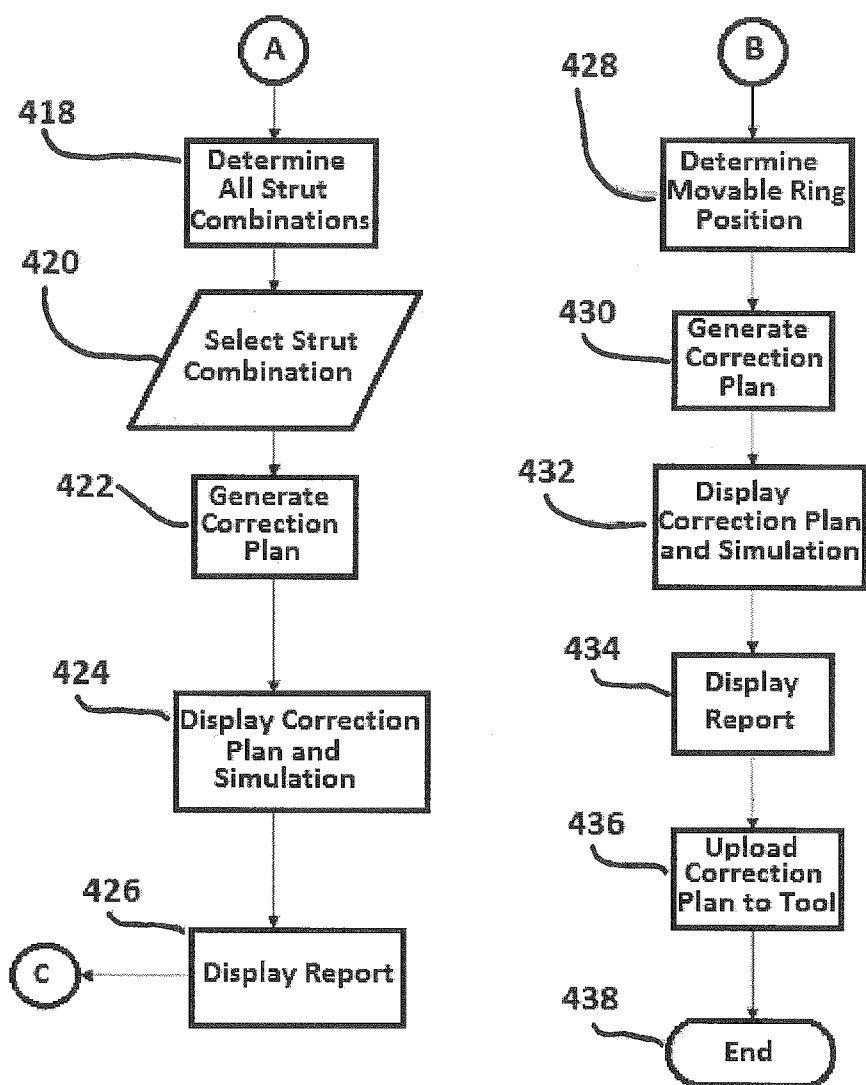 A
418
Determine
All Strut
Combinations
420
Select Strut
Combination
422
Generate
Correction
Plan
424
Display Correction
Plan and
Simulation
426
Display Report
C
B
428
Determine
Movable Ring
Position
430
Generate
Correction
Plan
432
Display
Correction Plan
and Simulation
434
Display
Report
436
Upload
Correction
Plan to Tool
438
End